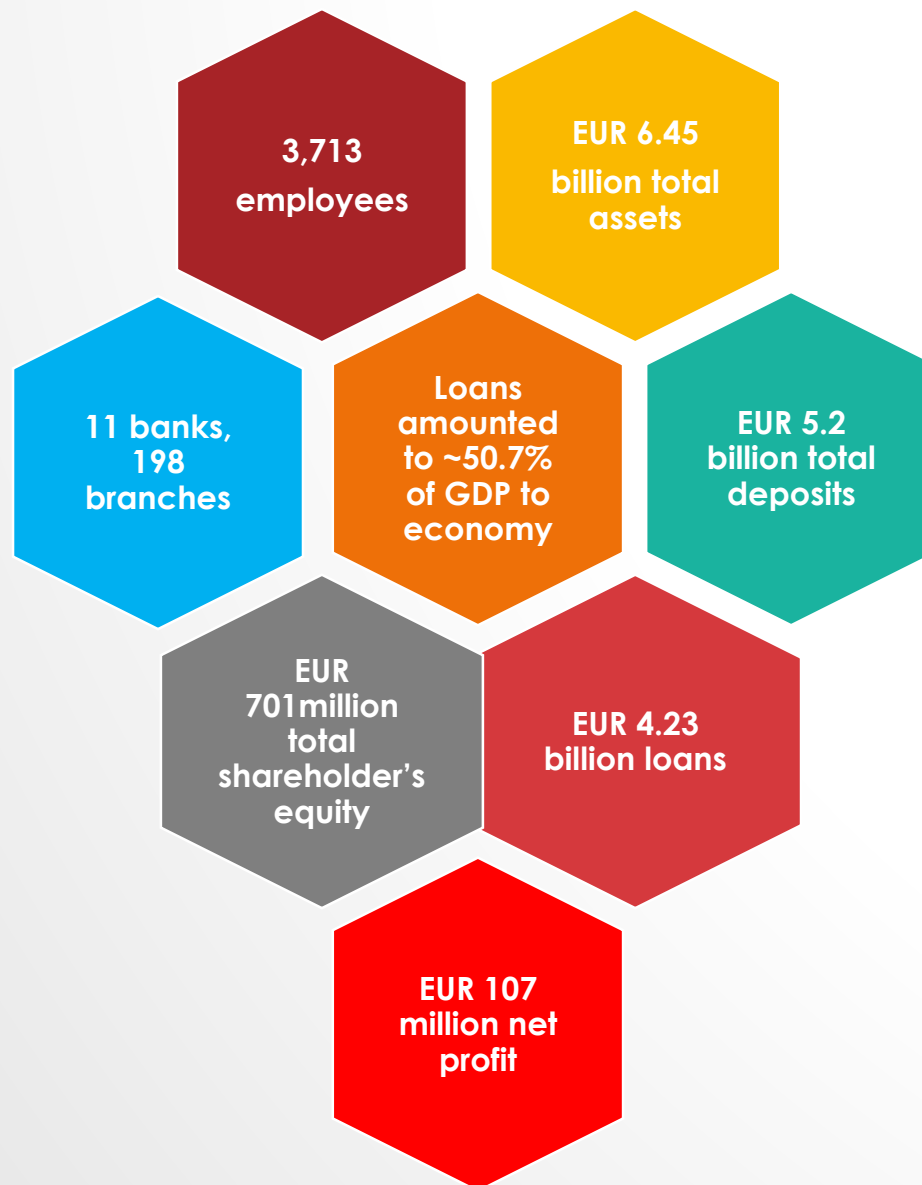 3,713
employees
EUR 6.45
billion total
assets
11 banks,
198
branches
Loans
amounted
to ~50.7%
of GDP to
economy
EUR 5.2
billion total
deposits
EUR
701million
total
shareholder’s
equity
EUR 4.23
billion loans
EUR 107
million net
profit